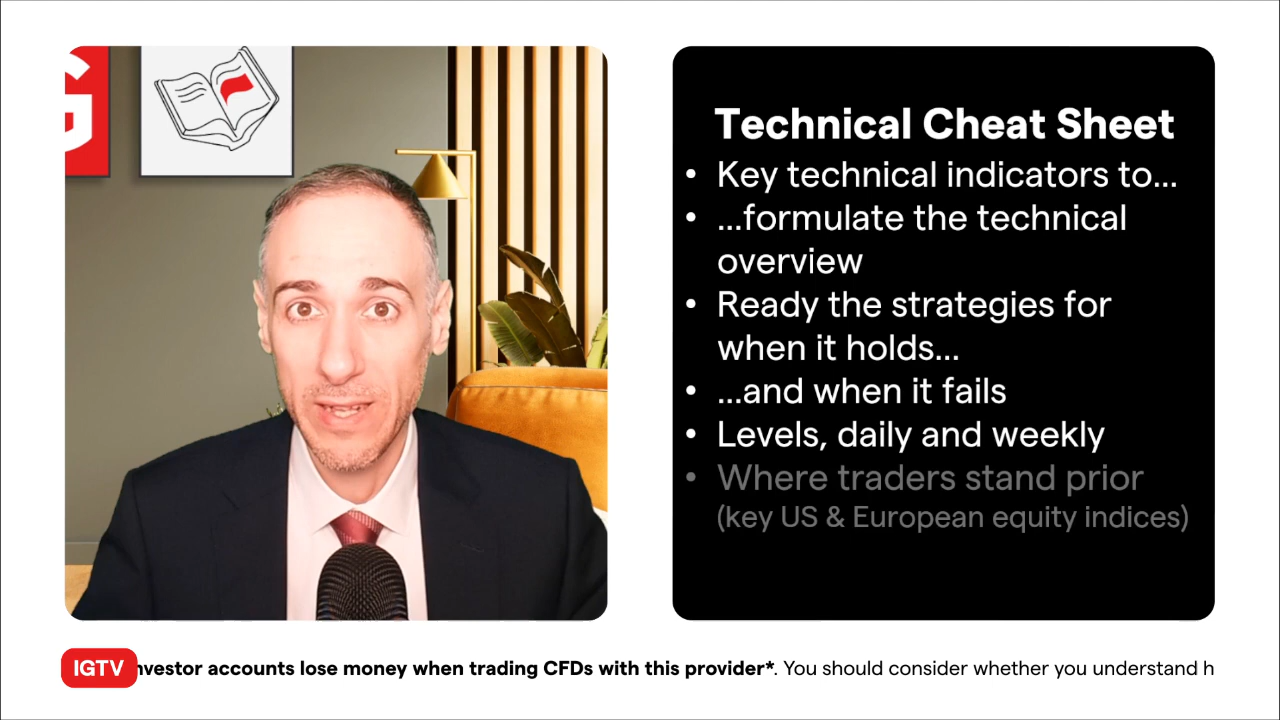 G
Technical Cheat Sheet
• Key technical indicators to...
• ...formulate the technical
overview
• Ready the strategies for
when it holds...
• ...and when it fails
• Levels, daily and weekly
• Where traders stand prior
(key US & European equity indices)
IGTV
accounts lose money when trading CFDs with this provider*. You should consider whether you understand